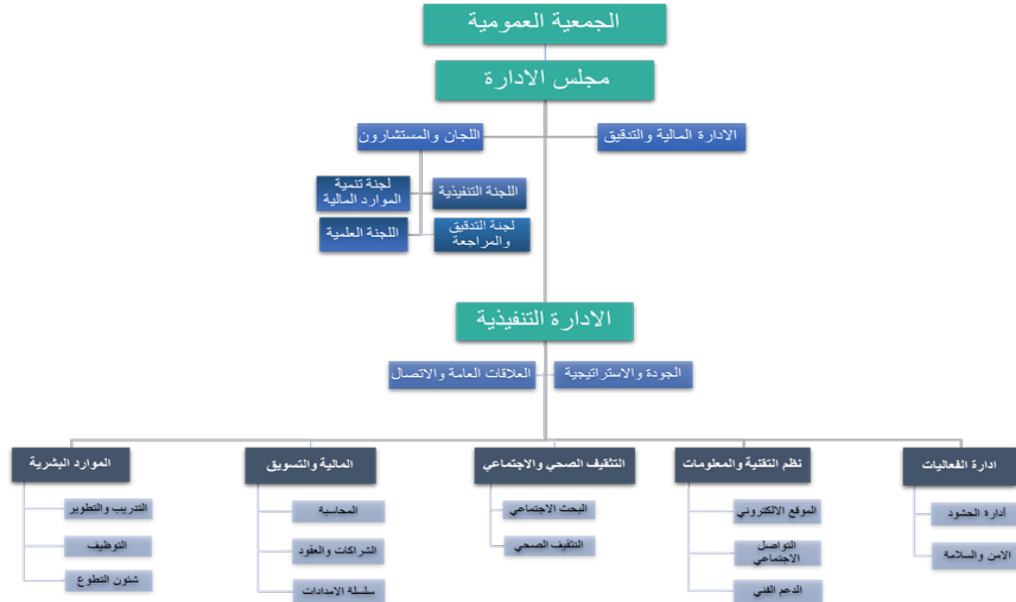 الجمعية العمومية
مجلس الادارة
الادارة المالية والتدقيق
اللجان والمستشارون
اللجنة التنفيذية
لجنة تنمية
الموارد المالية
لجنة التدقيق
والمراجعة
اللجنة العلمية
الادارة التنفيذية
الجودة والاستراتيجية
العلاقات العامة والاتصال
ادارة الفعاليات
أدارة الحشود
الامن والسلامة
نظم التقنية والمعلومات
الموقع الالكتروني
التواصل
الاجتماعي
الدعم الفني
التثقيف الصحي والاجتماعي
البحث الاجتماعي
التثقيف الصحي
المالية والتسويق
المحاسبة
الشراكات والعقود
سلسلة الامدادات
الموارد البشرية
التدريب والتطوير
التوظيف
شئون التطوع